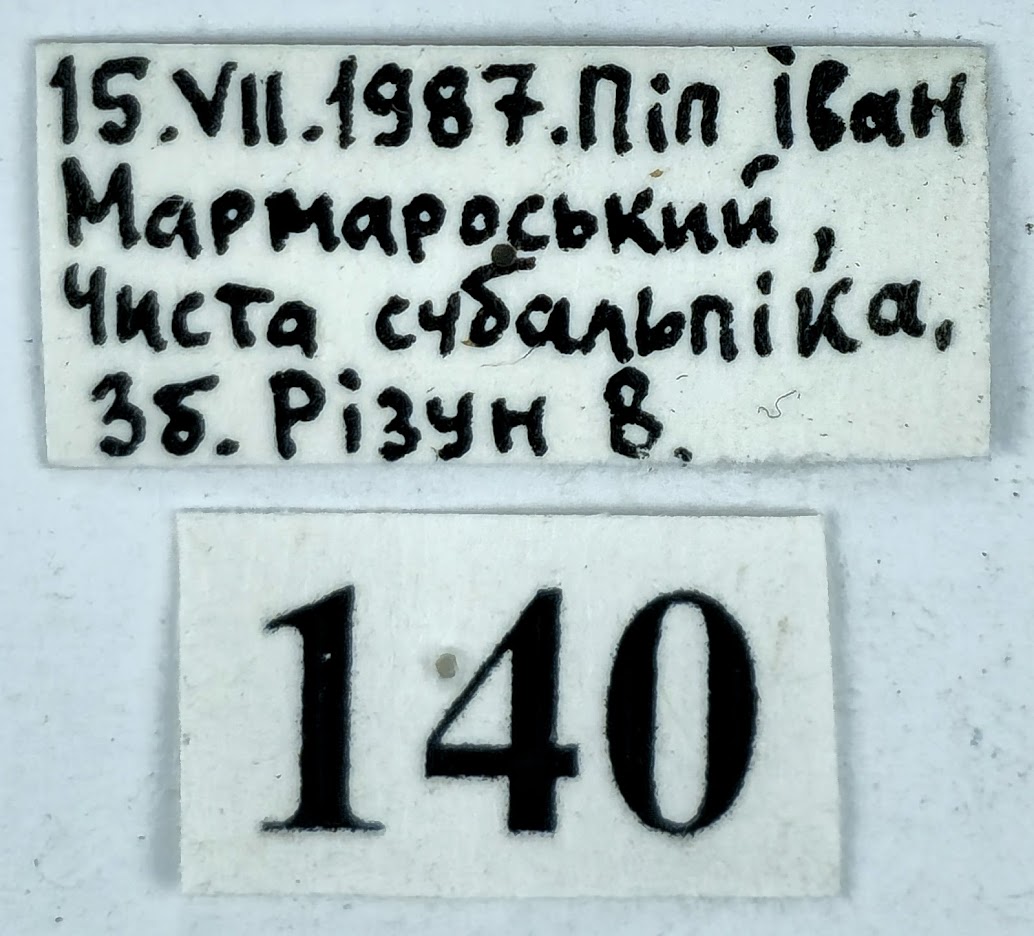 15.VII.1987.Піп Іван
Мармароський,
Чиста субальпіка,
Зб. Різун В.
140